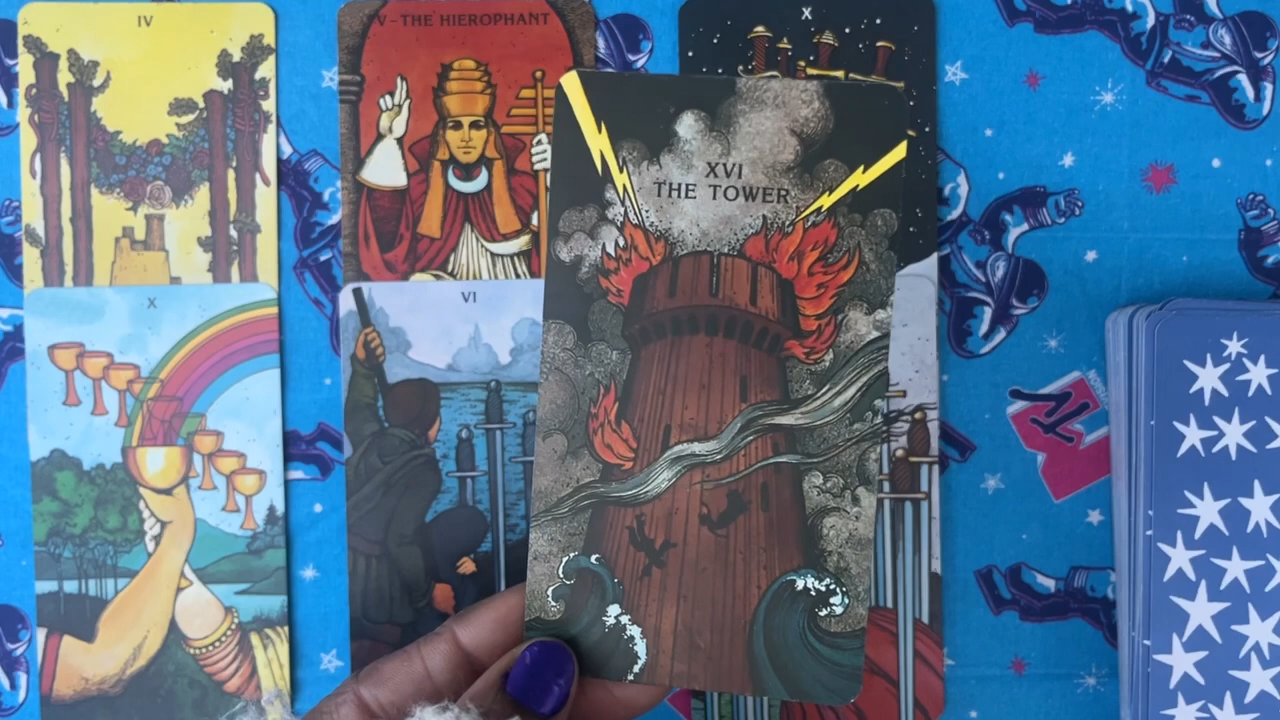 IV
V-THE HIEROPHANT
X
XVI
THE TOWER
X
VI